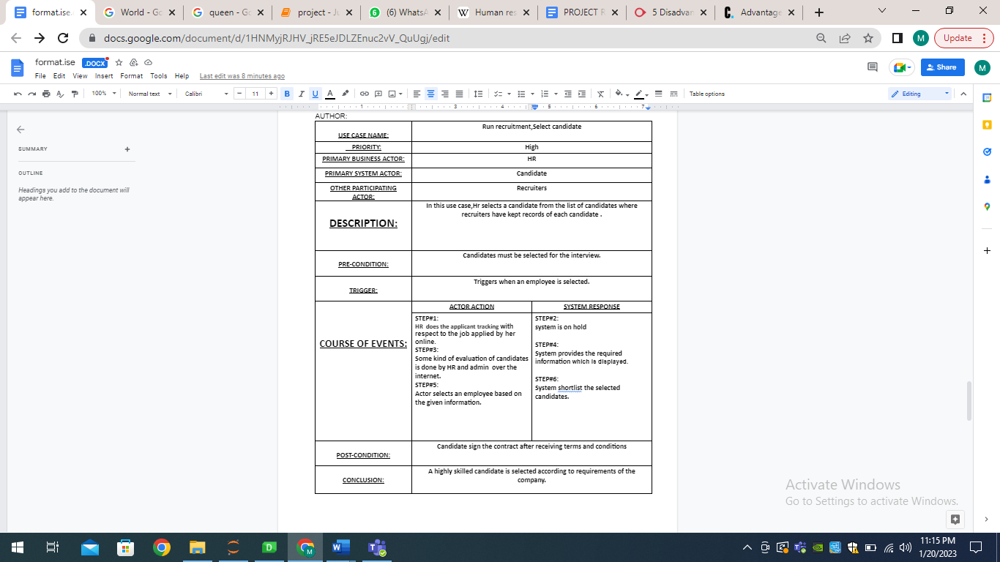 format.ise.
World - Go
queen - Go
project - Ju
6 (6) WhatsA
W Human res
PROJECT R
5 Disadvan
C. Advantage
docs.google.com/document/d/1HNMyjRJHV_jRE5eJDLZEnuc2vV_QuUgj/edit
M Update
format.ise .DOCX
File Edit View Insert Format Tools Help Last edit was 8 minutes ago
Share M
100% Normal text Calibri 11 B I U A Table options Editing
1 3 4 5 6 7
SUMMARY
OUTLINE
Headings you add to the document will
appear here.
AUTHOR:
USE CASE NAME: Run recruitment,Select candidate
PRIORITY: High
PRIMARY BUSINESS ACTOR: HR
PRIMARY SYSTEM ACTOR: Candidate
OTHER PARTICIPATING
ACTOR:
Recruiters
DESCRIPTION:
In this use case,Hr selects a candidate from the list of candidates where
recruiters have kept records of each candidate .
PRE-CONDITION: Candidates must be selected for the interview.
TRIGGER: Triggers when an employee is selected.
COURSE OF EVENTS:
ACTOR ACTION
STEP#1:
HR does the applicant tracking with
respect to the job applied by her
online.
STEP#3:
Some kind of evaluation of candidates
is done by HR and admin over the
internet.
STEP#5:
Actor selects an employee based on
the given information.
SYSTEM RESPONSE
STEP#2:
system is on hold
STEP#4:
System provides the required
information which is displayed.
STEP#6:
System shortlist the selected
candidates.
POST-CONDITION: Candidate sign the contract after receiving terms and conditions
CONCLUSION:
A highly skilled candidate is selected according to requirements of the
company.
Activate Windows
Go to Settings to activate Windows.
D M W T
11:15 PM
1/20/2023